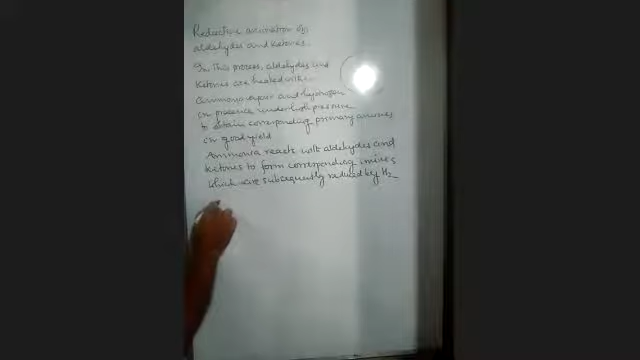 Reductive amination of
aldehydes and ketones.
In this process, aldehydes and
ketones are heated with
ammonia vapour and hydrogen
in presence under high pressure
to obtain corresponding primary amines
in good yield
Ammonia reacts with aldehydes and
ketones to form corresponding imines
which are subsequently reduced by H2